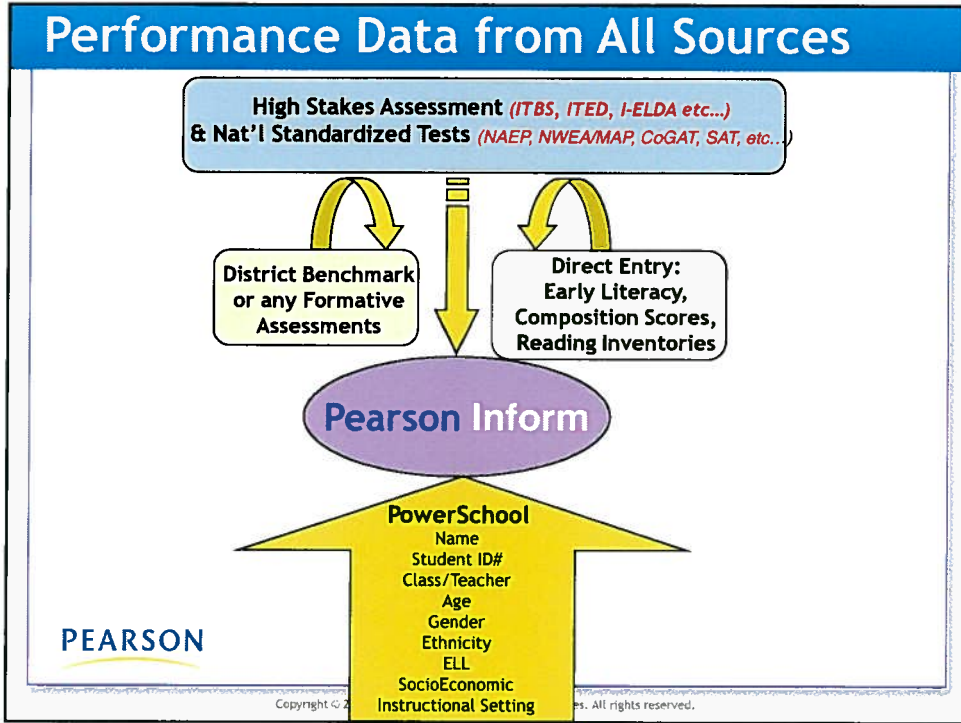 Performance Data from All Sources
High Stakes Assessment (ITBS, ITED, I-ELDA etc...)
& Nat'l Standardized Tests (NAEP, NWEA/MAP, CoGAT, SAT, etc...)
District Benchmark
or any Formative
Assessments
Direct Entry:
Early Literacy,
Composition Scores,
Reading Inventories
Pearson Inform
PowerSchool
Name
Student ID#
Class/Teacher
Age
Gender
Ethnicity
ELL
SocioEconomic
Instructional Setting
PEARSON
Copyright © 2 es. All rights reserved.